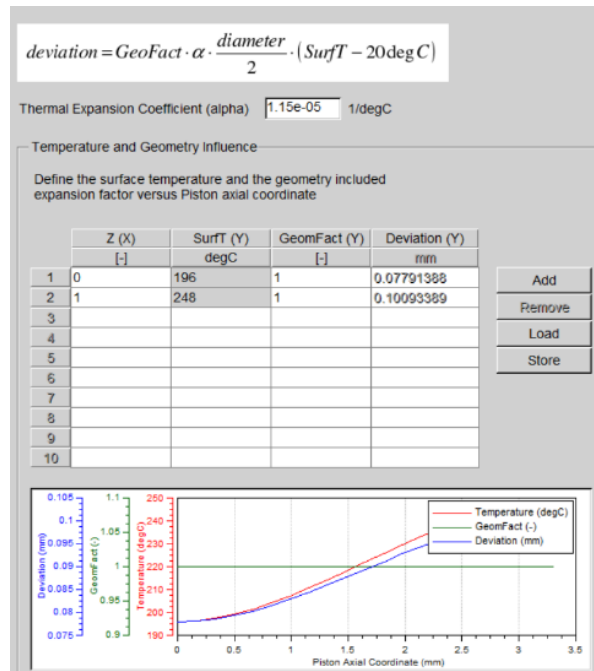 deviation = GeoFact · α · diameter / 2 · (SurfT − 20 deg C)
Thermal Expansion Coefficient (alpha) 1.15e-05 1/degC
Temperature and Geometry Influence
Define the surface temperature and the geometry included
expansion factor versus Piston axial coordinate
Z (X) SurfT (Y) GeomFact (Y) Deviation (Y)
[-] degC [-] mm
1 0 196 1 0.07791388
2 1 248 1 0.10093389
3
4
5
6
7
8
9
10
Add
Remove
Load
Store
Deviation (mm)
0.105
0.1
0.095
0.09
0.085
0.08
0.075
GeomFact (-)
1.1
1.05
1
0.95
0.9
Temperature (degC)
250
240
230
220
210
200
190
Temperature (degC)
GeomFact (-)
Deviation (mm)
0 0.5 1 1.5 2 2.5 3 3.5
Piston Axial Coordinate (mm)